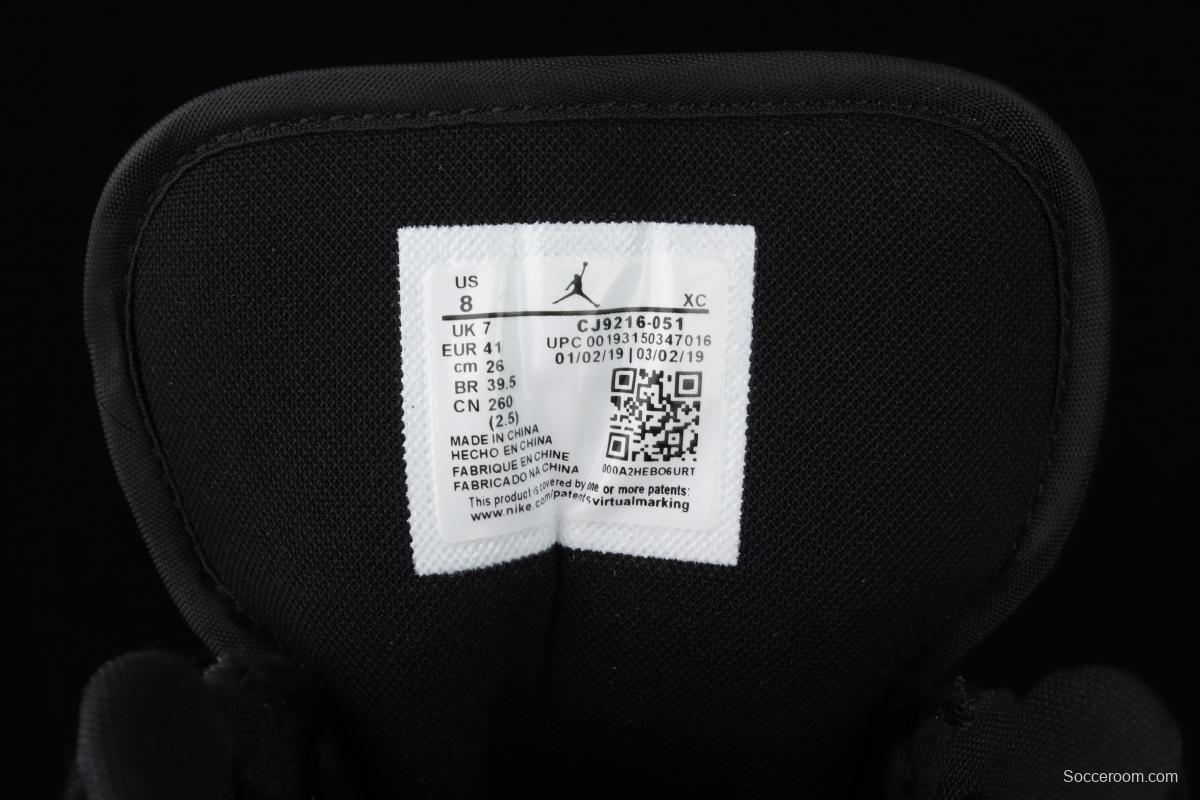 US
8
XC
UK 7
EUR 41
cm 26
BR 39.5
CN 260
(2.5)
CJ9216-051
UPC 00193150347016
01/02/19 | 03/02/19
000A2HEBO6URT
MADE IN CHINA
HECHO EN CHINA
FABRIQUE EN CHINE
FABRICADO NA CHINA
This product is covered by one or more patents:
www.nike.com/patents virtualmarking
Socceroom.com